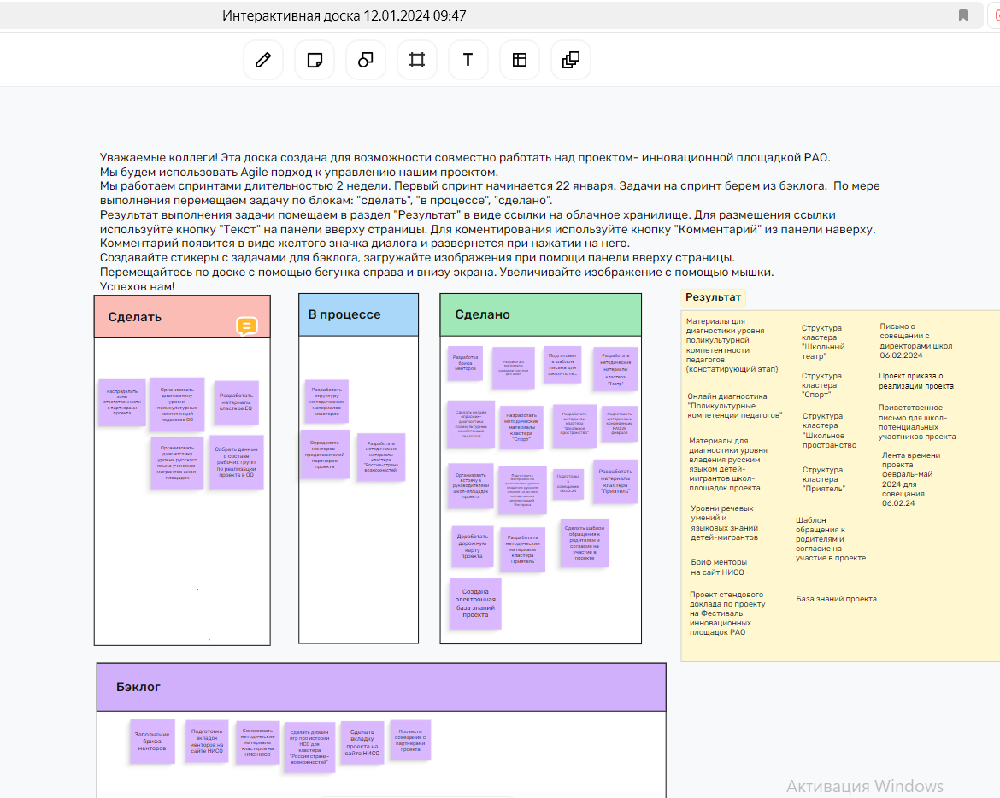 Интерактивная доска 12.01.2024 09:47
T
Уважаемые коллеги! Эта доска создана для возможности совместно работать над проектом- инновационной площадкой РАО.
Мы будем использовать Agile подход к управлению нашим проектом.
Мы работаем спринтами длительностью 2 недели. Первый спринт начинается 22 января. Задачи на спринт берем из бэклога.  По мере
выполнения перемещаем задачу по блокам: "сделать", "в процессе", "сделано".
Результат выполнения задачи помещаем в раздел "Результат" в виде ссылки на облачное хранилище. Для размещения ссылки
используйте кнопку "Текст" на панели вверху страницы. Для коментирования используйте кнопку "Комментарий" из панели наверху.
Комментарий появится в виде желтого значка диалога и развернется при нажатии на него.
Создавайте стикеры с задачами для бэклога, загружайте изображения при помощи панели вверху страницы.
Перемещайтесь по доске с помощью бегунка справа и внизу экрана. Увеличивайте изображение с помощью мышки.
Успехов нам!
Сделать
Распределить
зоны
ответственности
с партнерами
проекта
Организовать
диагностику
уровня
поликультурных
компетенций
педагогов ОО
Разработать
материалы
кластера ЕО
Организовать
диагностику
уровня русского
языка учеников-
мигрантов школ-
площадок
Собрать данные
о составе
рабочих групп
по реализации
проекта в ОО
В процессе
Разработать
структуру
методических
материалов
кластеров
Определить
менторов-
представителей
партнеров
проекта
Разработать
методические
материалы
кластера
"Россия-страна
возможностей
Сделано
Разработка
брифа
менторов
Разработать
материалы
Подготовит
ь шаблон
письма для
школ-поте...
Разработать
методические
материалы
кластера
"Театр"
Сделать онлайн
опросник-
диагностика
поликультурных
компетенций
педагогов
Разработать
методические
материалы
кластера
"Спорт"
Разработать
материалы
кластера
"Школьное
пространство"
Подготовить
материалы к
конференции
РАО 28
февраля
Организовать
встречу в
руководителями
школ-площадок
проекта
Подготовить
материалы по
диагностике уровня
Подготовка
к
совещанию
06.02.24
Разработать
материалы
кластера
"Приятель"
Доработать
дорожную
карту
проекта
Разработать
методические
материалы
кластера
"Приятель"
Сделать шаблон
обращения к
родителям и
согласия на
участие в
проекте
Создана
электронная
база знаний
проекта
Результат
Материалы для
диагностики уровня
поликультурной
компетентности
педагогов
(констатирующий этап)
Онлайн диагностика
"Поликультурные
компетенции педагогов"
Материалы для
диагностики уровня
владения русским
языком детей-
мигрантов школ-
площадок проекта
Уровни речевых
умений и
языковых знаний
детей-мигрантов
Бриф менторы
на сайт НИСО
Проект стендового
доклада по проекту
на Фестиваль
инновационных
площадок РАО
Структура
кластера
"Школьный
театр"
Структура
кластера
"Спорт"
Структура
кластера
"Школьное
пространство
Структура
кластера
"Приятель"
Шаблон
обращения к
родителям и
согласие на
участие в проекте
База знаний проекта
Письмо о
совещании с
директорами школ
06.02.2024
Проект приказа о
реализации проекта
Приветственное
письмо для школ-
потенциальных
участников проекта
Лента времени
проекта
февраль-май
2024 для
совещания
06.02.24
Бэклог
Заполнение
брифа
менторов
Подготовка
вкладок
менторов на
сайте НИСО
Согласовать
методические
материалы
кластеров на
НМС НИСО
сделать дизайн
игр про истории
НСО для
кластера
"Россия страна-
возможностей"
Сделать
вкладку
проекта на
сайте НИСО
Провести
совещание с
партнерами
проекта
Активация Windows